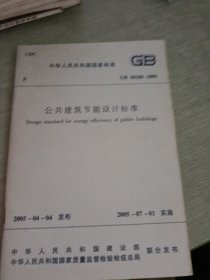 UDC
中华人民共和国国家标准
GB
P
GB 50189-2005
公共建筑节能设计标准
Design standard for energy efficiency of public buildings
2005-04-04 发布
2005-07-01 实施
中华人民共和国建设部
中华人民共和国国家质量监督检验检疫总局
联合发布